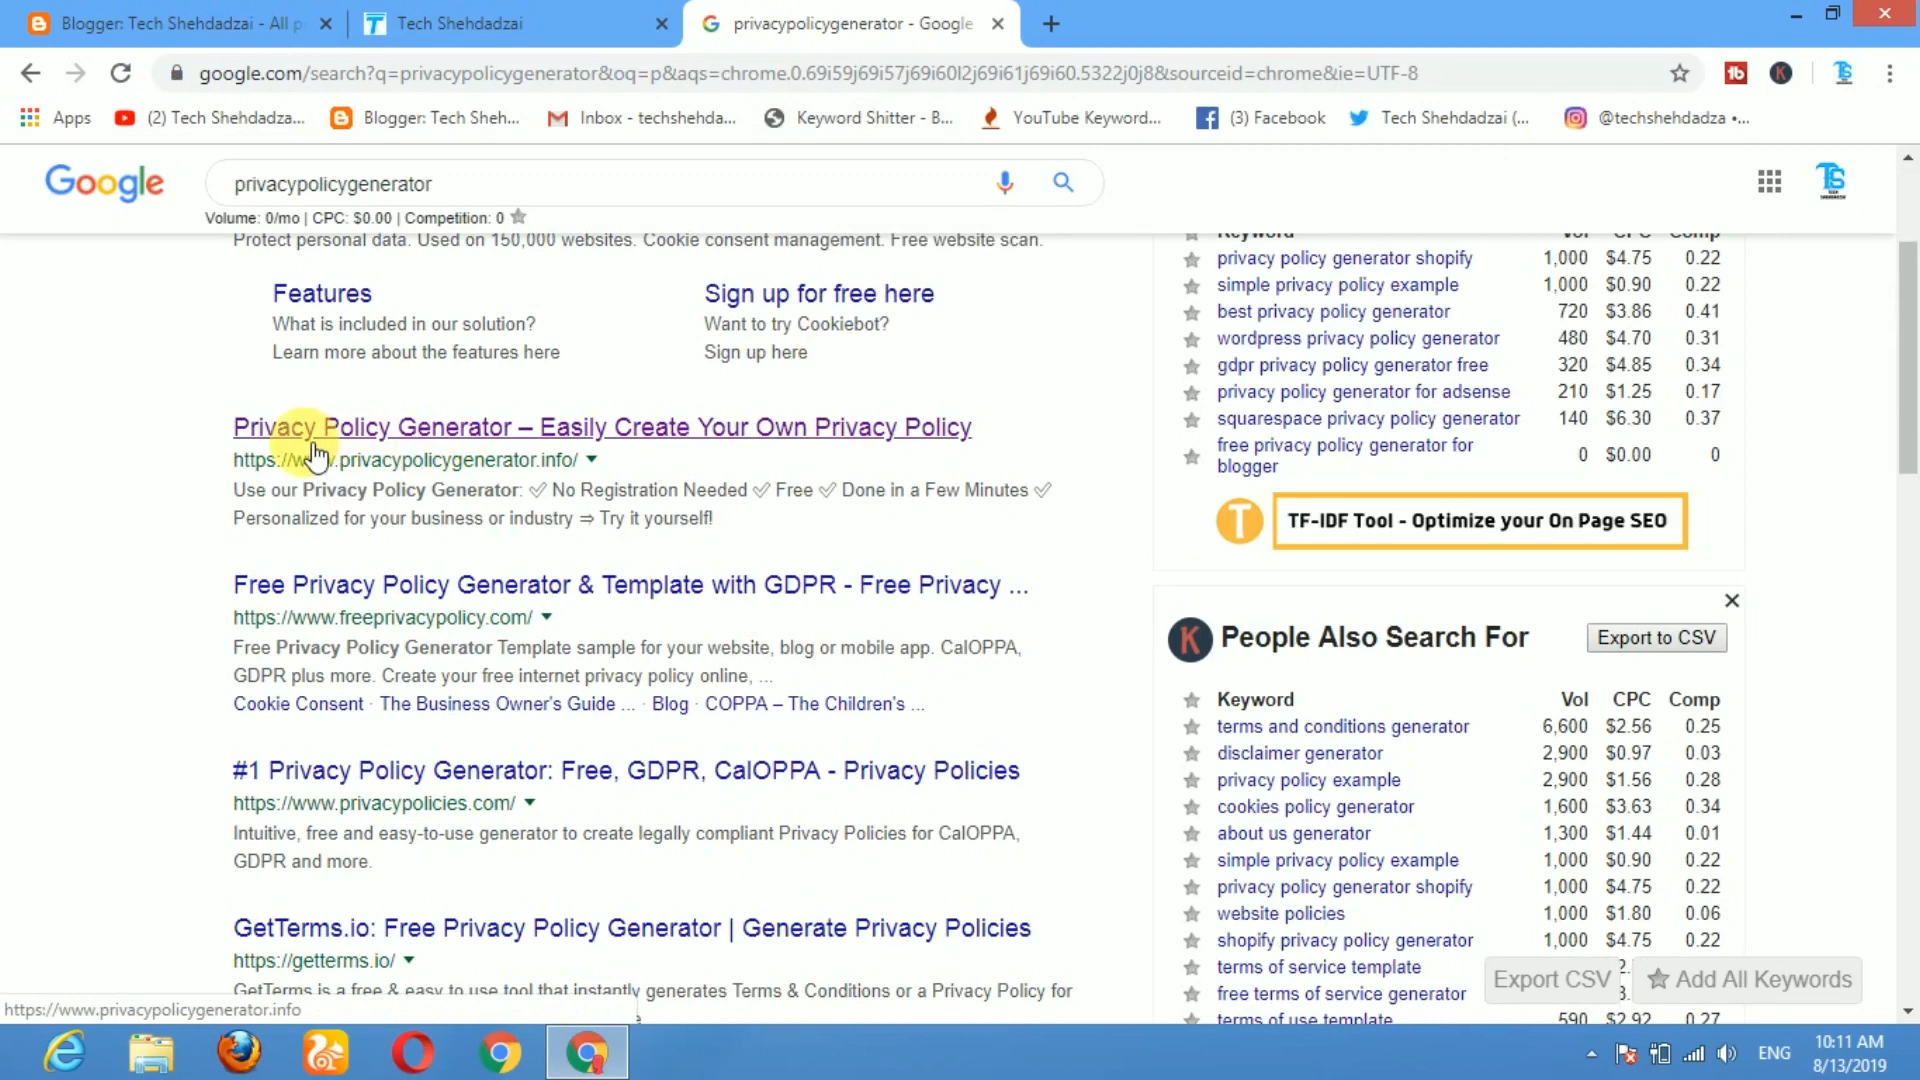 Blogger: Tech Shehdadzai - All p
Tech Shehdadzai
privacypolicygenerator - Google
google.com/search?q=privacypolicygenerator&oq=p&aqs=chrome.0.69i59j69i57j69i60l2j69i61j69i60.5322j0j8&sourceid=chrome&ie=UTF-8
Apps
(2) Tech Shehdadza...
Blogger: Tech Sheh...
Inbox - techshehda...
Keyword Shitter - B...
YouTube Keyword...
(3) Facebook
Tech Shehdadzai (...
@techshehdadza •...
Google
privacypolicygenerator
Volume: 0/mo | CPC: $0.00 | Competition: 0
Protect personal data. Used on 150,000 websites. Cookie consent management. Free website scan.
Features
What is included in our solution?
Learn more about the features here
Sign up for free here
Want to try Cookiebot?
Sign up here
Privacy Policy Generator – Easily Create Your Own Privacy Policy
https://www.privacypolicygenerator.info/
Use our Privacy Policy Generator: ✅ No Registration Needed ✅ Free ✅ Done in a Few Minutes ✅
Personalized for your business or industry ⇒ Try it yourself!
Free Privacy Policy Generator & Template with GDPR - Free Privacy ...
https://www.freeprivacypolicy.com/
Free Privacy Policy Generator Template sample for your website, blog or mobile app. CalOPPA,
GDPR plus more. Create your free internet privacy policy online, ...
Cookie Consent · The Business Owner's Guide ... · Blog · COPPA – The Children's ...
#1 Privacy Policy Generator: Free, GDPR, CalOPPA - Privacy Policies
https://www.privacypolicies.com/
Intuitive, free and easy-to-use generator to create legally compliant Privacy Policies for CalOPPA,
GDPR and more.
GetTerms.io: Free Privacy Policy Generator | Generate Privacy Policies
https://getterms.io/
GetTerms is a free & easy to use tool that instantly generates Terms & Conditions or a Privacy Policy for
https://www.privacypolicygenerator.info
Keyword Vol CPC Comp
privacy policy generator shopify 1,000 $4.75 0.22
simple privacy policy example 1,000 $0.90 0.22
best privacy policy generator 720 $3.86 0.41
wordpress privacy policy generator 480 $4.70 0.31
gdpr privacy policy generator free 320 $4.85 0.34
privacy policy generator for adsense 210 $1.25 0.17
squarespace privacy policy generator 140 $6.30 0.37
free privacy policy generator for
blogger 0 $0.00 0
T TF-IDF Tool - Optimize your On Page SEO
K People Also Search For
Export to CSV
Keyword Vol CPC Comp
terms and conditions generator 6,600 $2.56 0.25
disclaimer generator 2,900 $0.97 0.03
privacy policy example 2,900 $1.56 0.28
cookies policy generator 1,600 $3.63 0.34
about us generator 1,300 $1.44 0.01
simple privacy policy example 1,000 $0.90 0.22
privacy policy generator shopify 1,000 $4.75 0.22
website policies 1,000 $1.80 0.06
shopify privacy policy generator 1,000 $4.75 0.22
terms of service template
free terms of service generator
terms of use template 590 $2.92 0.27
Export CSV
Add All Keywords
ENG
10:11 AM
8/13/2019